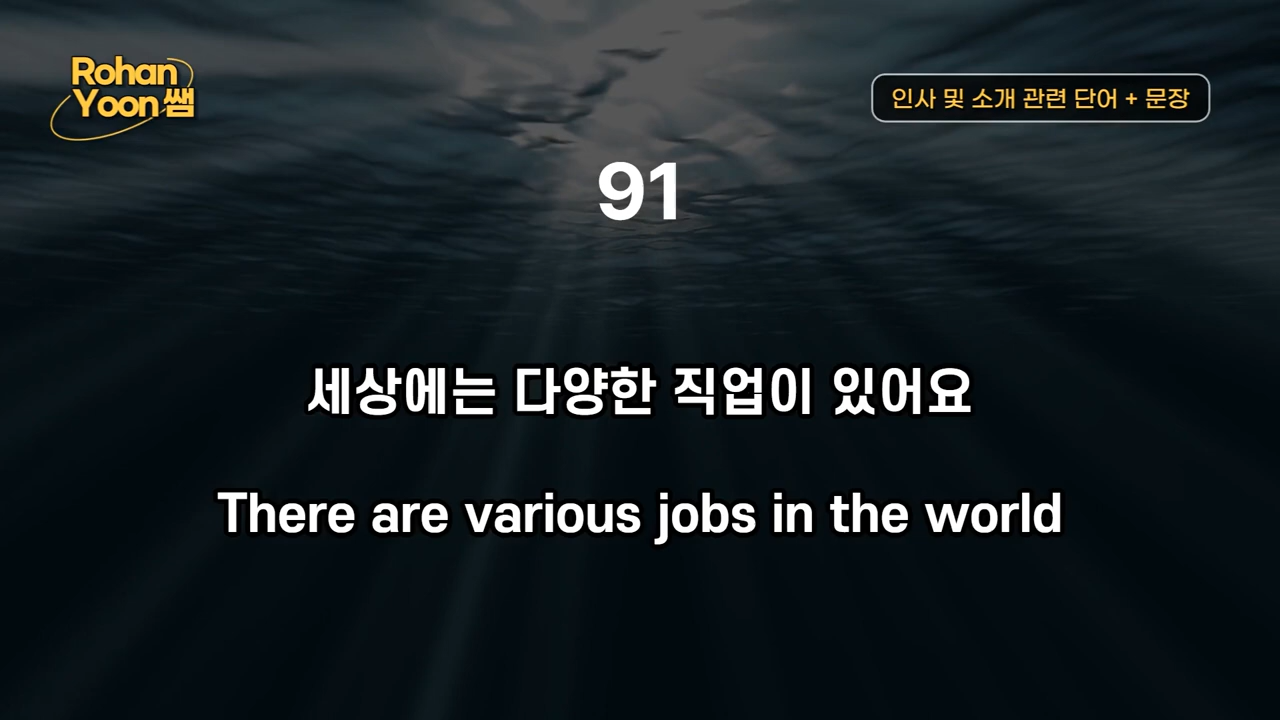 Rohan
Yoon쌤
인사 및 소개 관련 단어 + 문장
91
세상에는 다양한 직업이 있어요
There are various jobs in the world